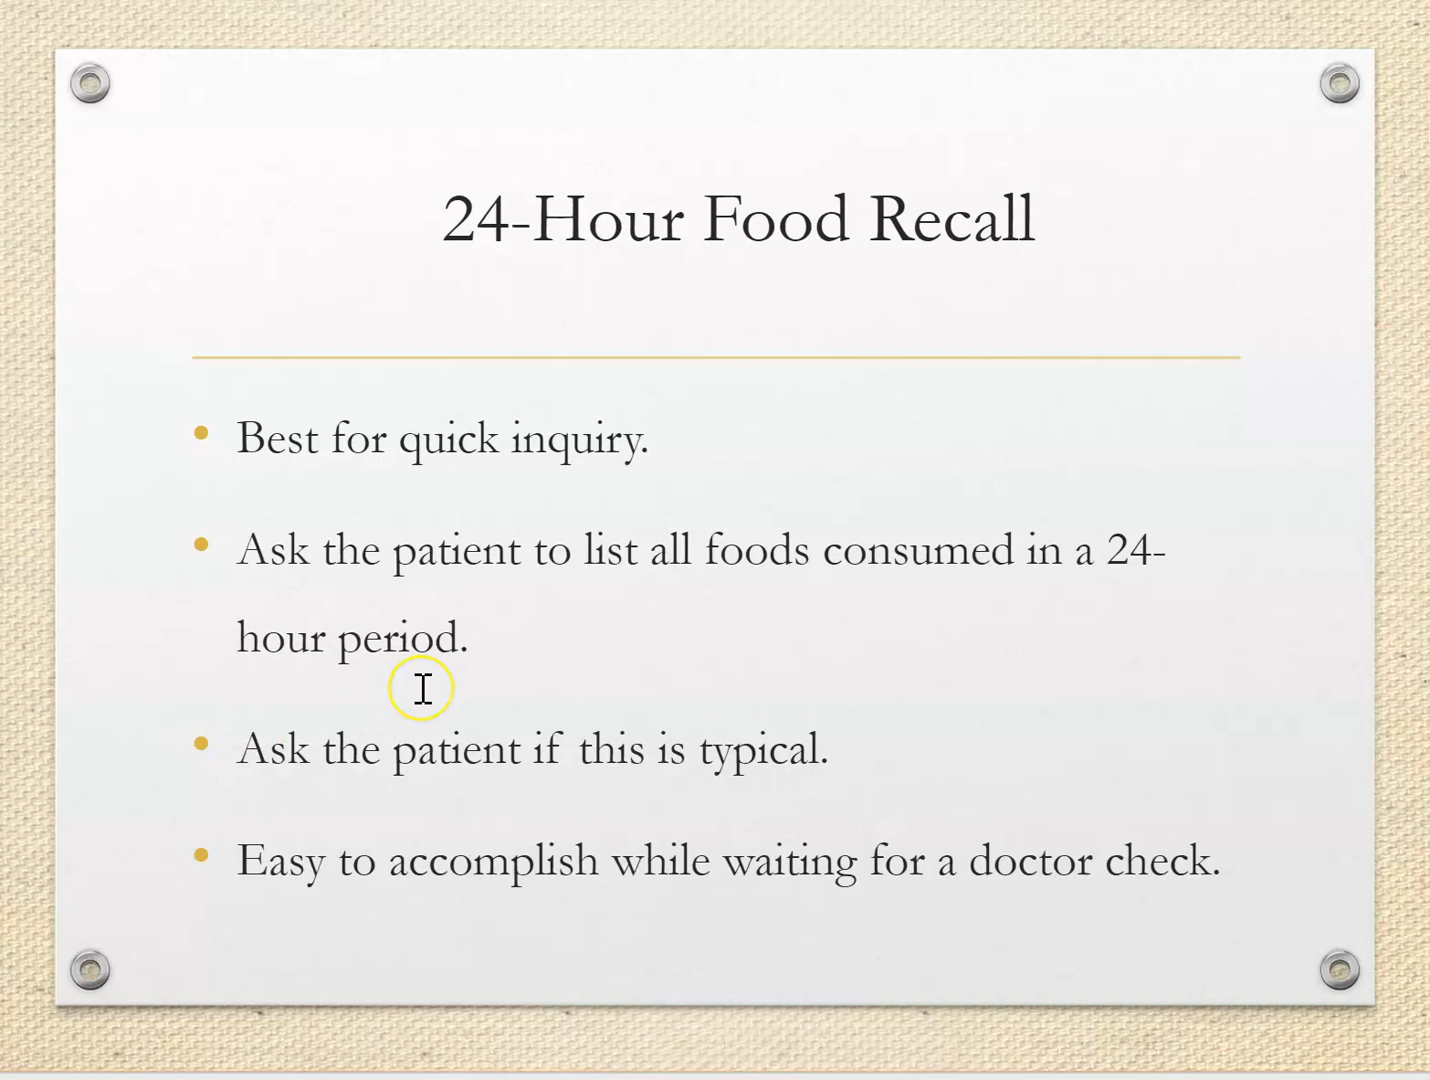 24-Hour Food Recall
Best for quick inquiry.
Ask the patient to list all foods consumed in a 24-
hour period.
Ask the patient if this is typical.
Easy to accomplish while waiting for a doctor check.